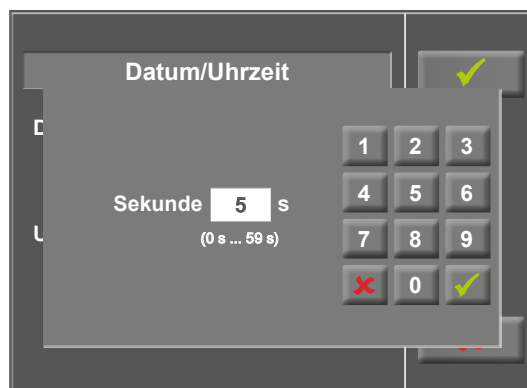 Datum/Uhrzeit
D
1 2 3
Sekunde 5 s
4 5 6
U
(0 s ... 59 s)
7 8 9
0